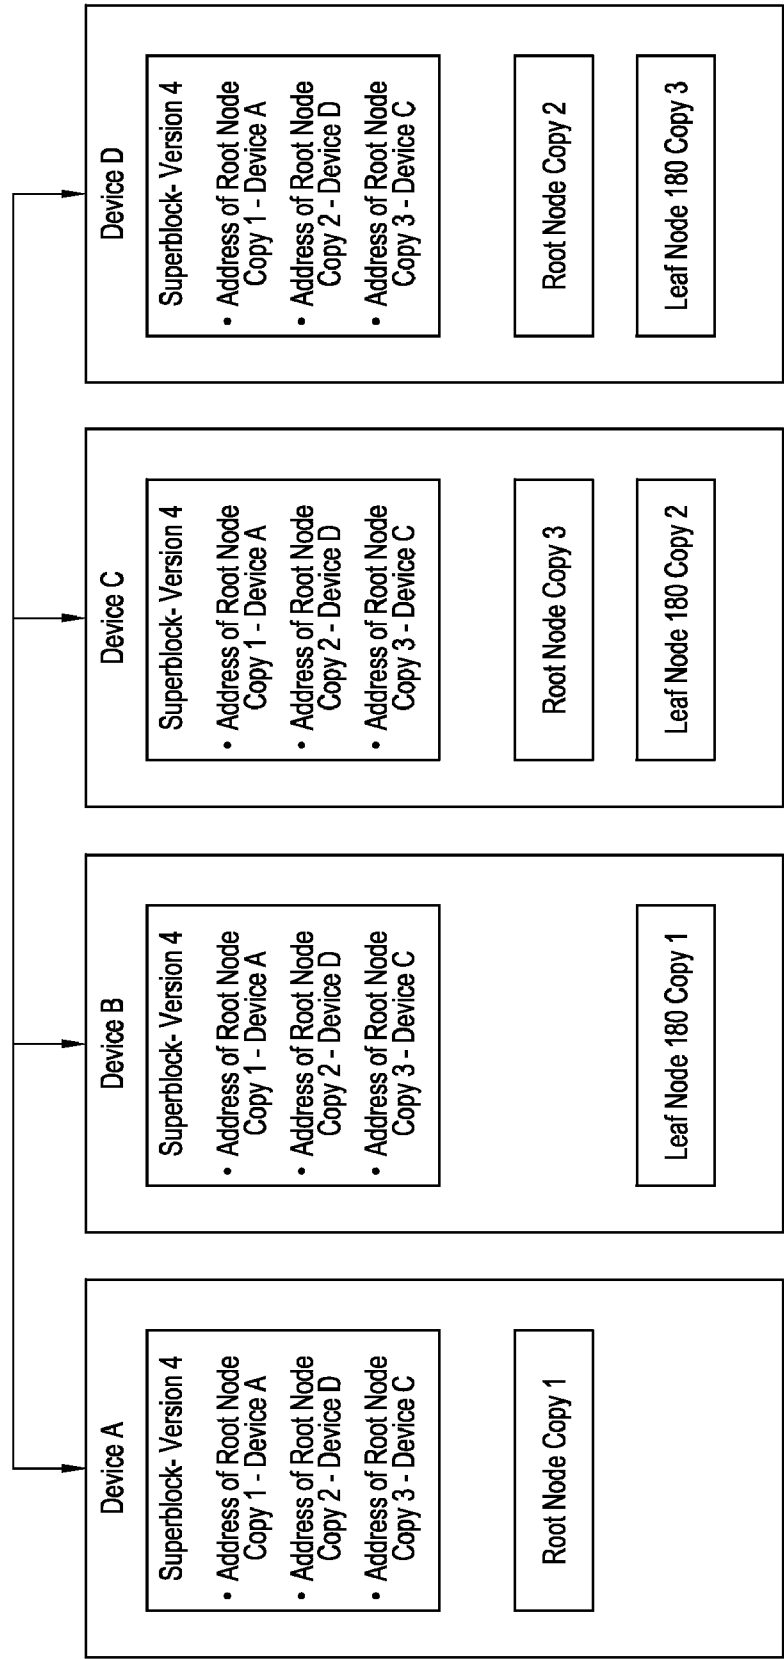 Device A
Superblock- Version 4
• Address of Root Node
Copy 1 - Device A
• Address of Root Node
Copy 2 - Device D
• Address of Root Node
Copy 3 - Device C
Root Node Copy 1
Device B
Superblock- Version 4
• Address of Root Node
Copy 1 - Device A
• Address of Root Node
Copy 2 - Device D
• Address of Root Node
Copy 3 - Device C
Leaf Node 180 Copy 1
Device C
Superblock- Version 4
• Address of Root Node
Copy 1 - Device A
• Address of Root Node
Copy 2 - Device D
• Address of Root Node
Copy 3 - Device C
Root Node Copy 3
Leaf Node 180 Copy 2
Device D
Superblock- Version 4
• Address of Root Node
Copy 1 - Device A
• Address of Root Node
Copy 2 - Device D
• Address of Root Node
Copy 3 - Device C
Root Node Copy 2
Leaf Node 180 Copy 3